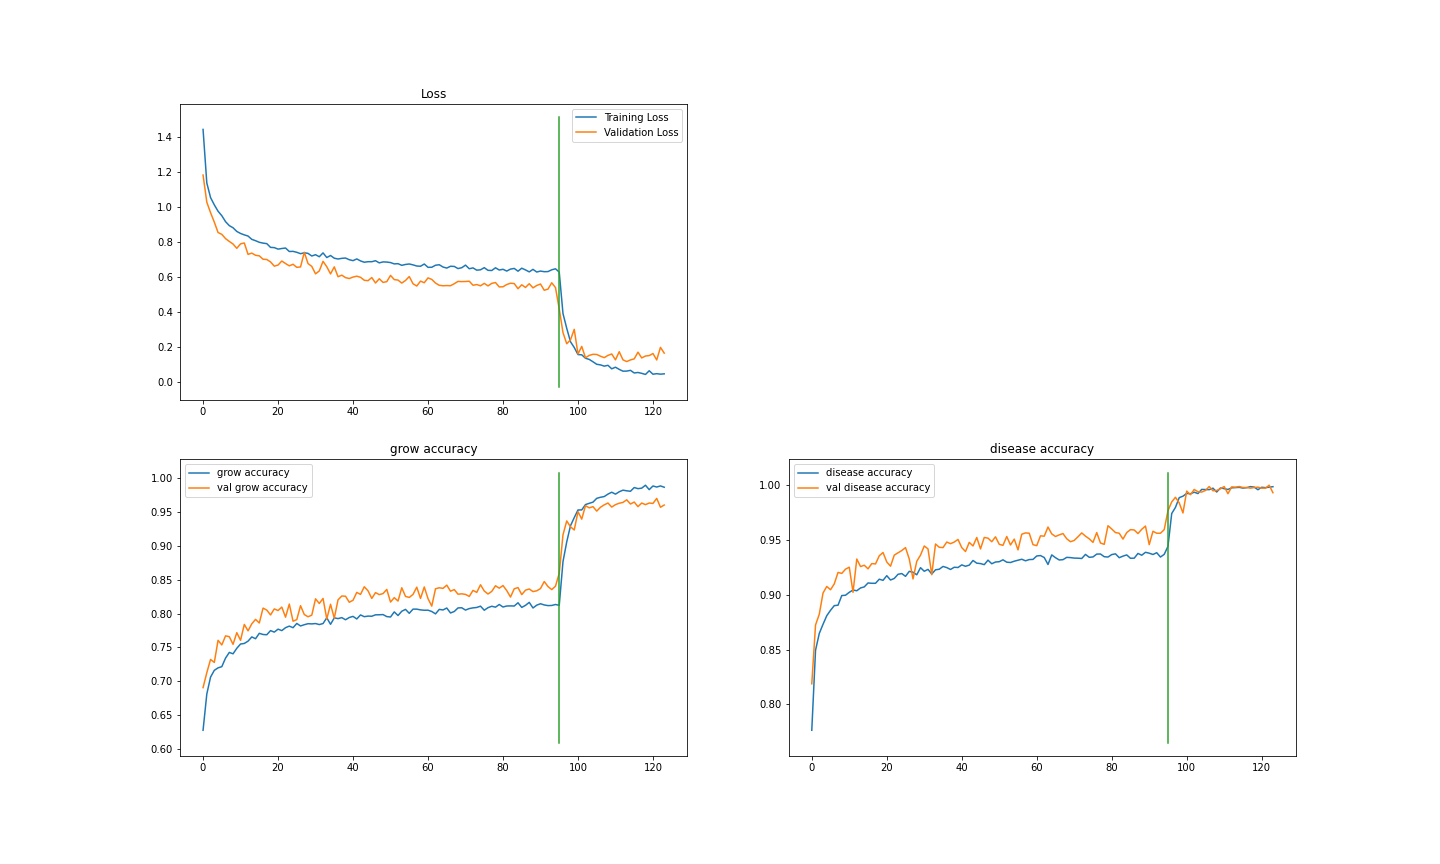 Loss
Training Loss
Validation Loss
1.4
1.2
1.0
0.8
0.6
0.4
0.2
0.0
0 20 40 60 80 100 120
grow accuracy
grow accuracy
val grow accuracy
1.00
0.95
0.90
0.85
0.80
0.75
0.70
0.65
0.60
0 20 40 60 80 100 120
disease accuracy
disease accuracy
val disease accuracy
1.00
0.95
0.90
0.85
0.80
0 20 40 60 80 100 120